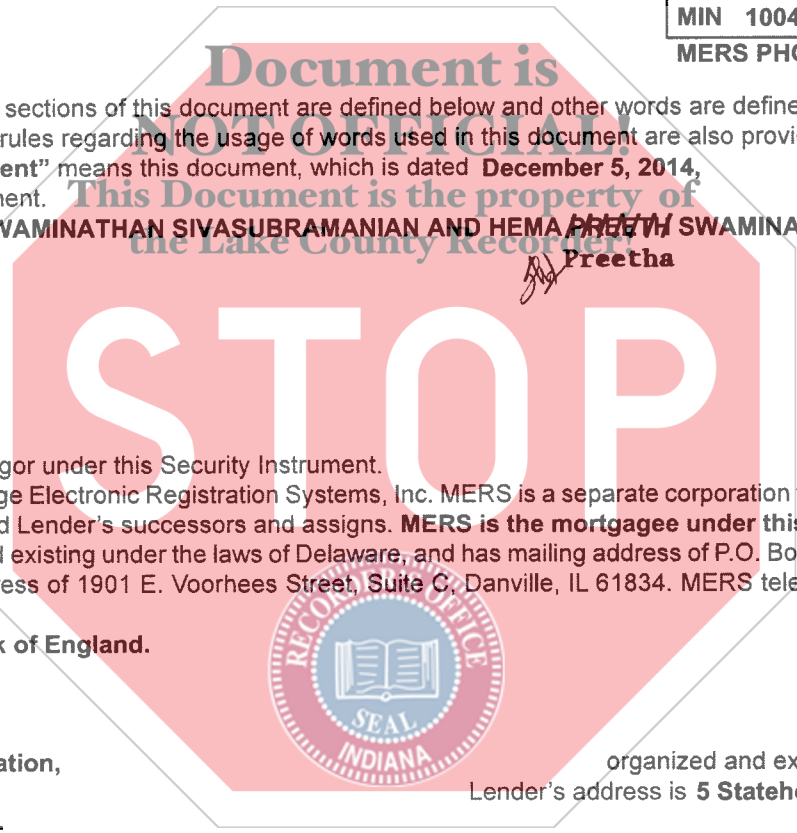 MIN 1004
MERS PHO
Document is
sections of this document are defined below and other words are define
NOT OFFICIAL!
rules regarding the usage of words used in this document are also provi
ent” means this document, which is dated December 5, 2014,
This Document is the property of
ment.
WAMINATHAN SIVASUBRAMANIAN AND HEMA PREETH SWAMINA
the Lake County Recorder!
Preetha
STOP
gor under this Security Instrument.
ge Electronic Registration Systems, Inc. MERS is a separate corporation
d Lender's successors and assigns. MERS is the mortgagee under this
d existing under the laws of Delaware, and has mailing address of P.O. Bo
ress of 1901 E. Voorhees Street, Suite C, Danville, IL 61834. MERS tele
RECORDER'S OFFICE
k of England.
SEAL
INDIANA
ation,
organized and ex
Lender's address is 5 Stateho